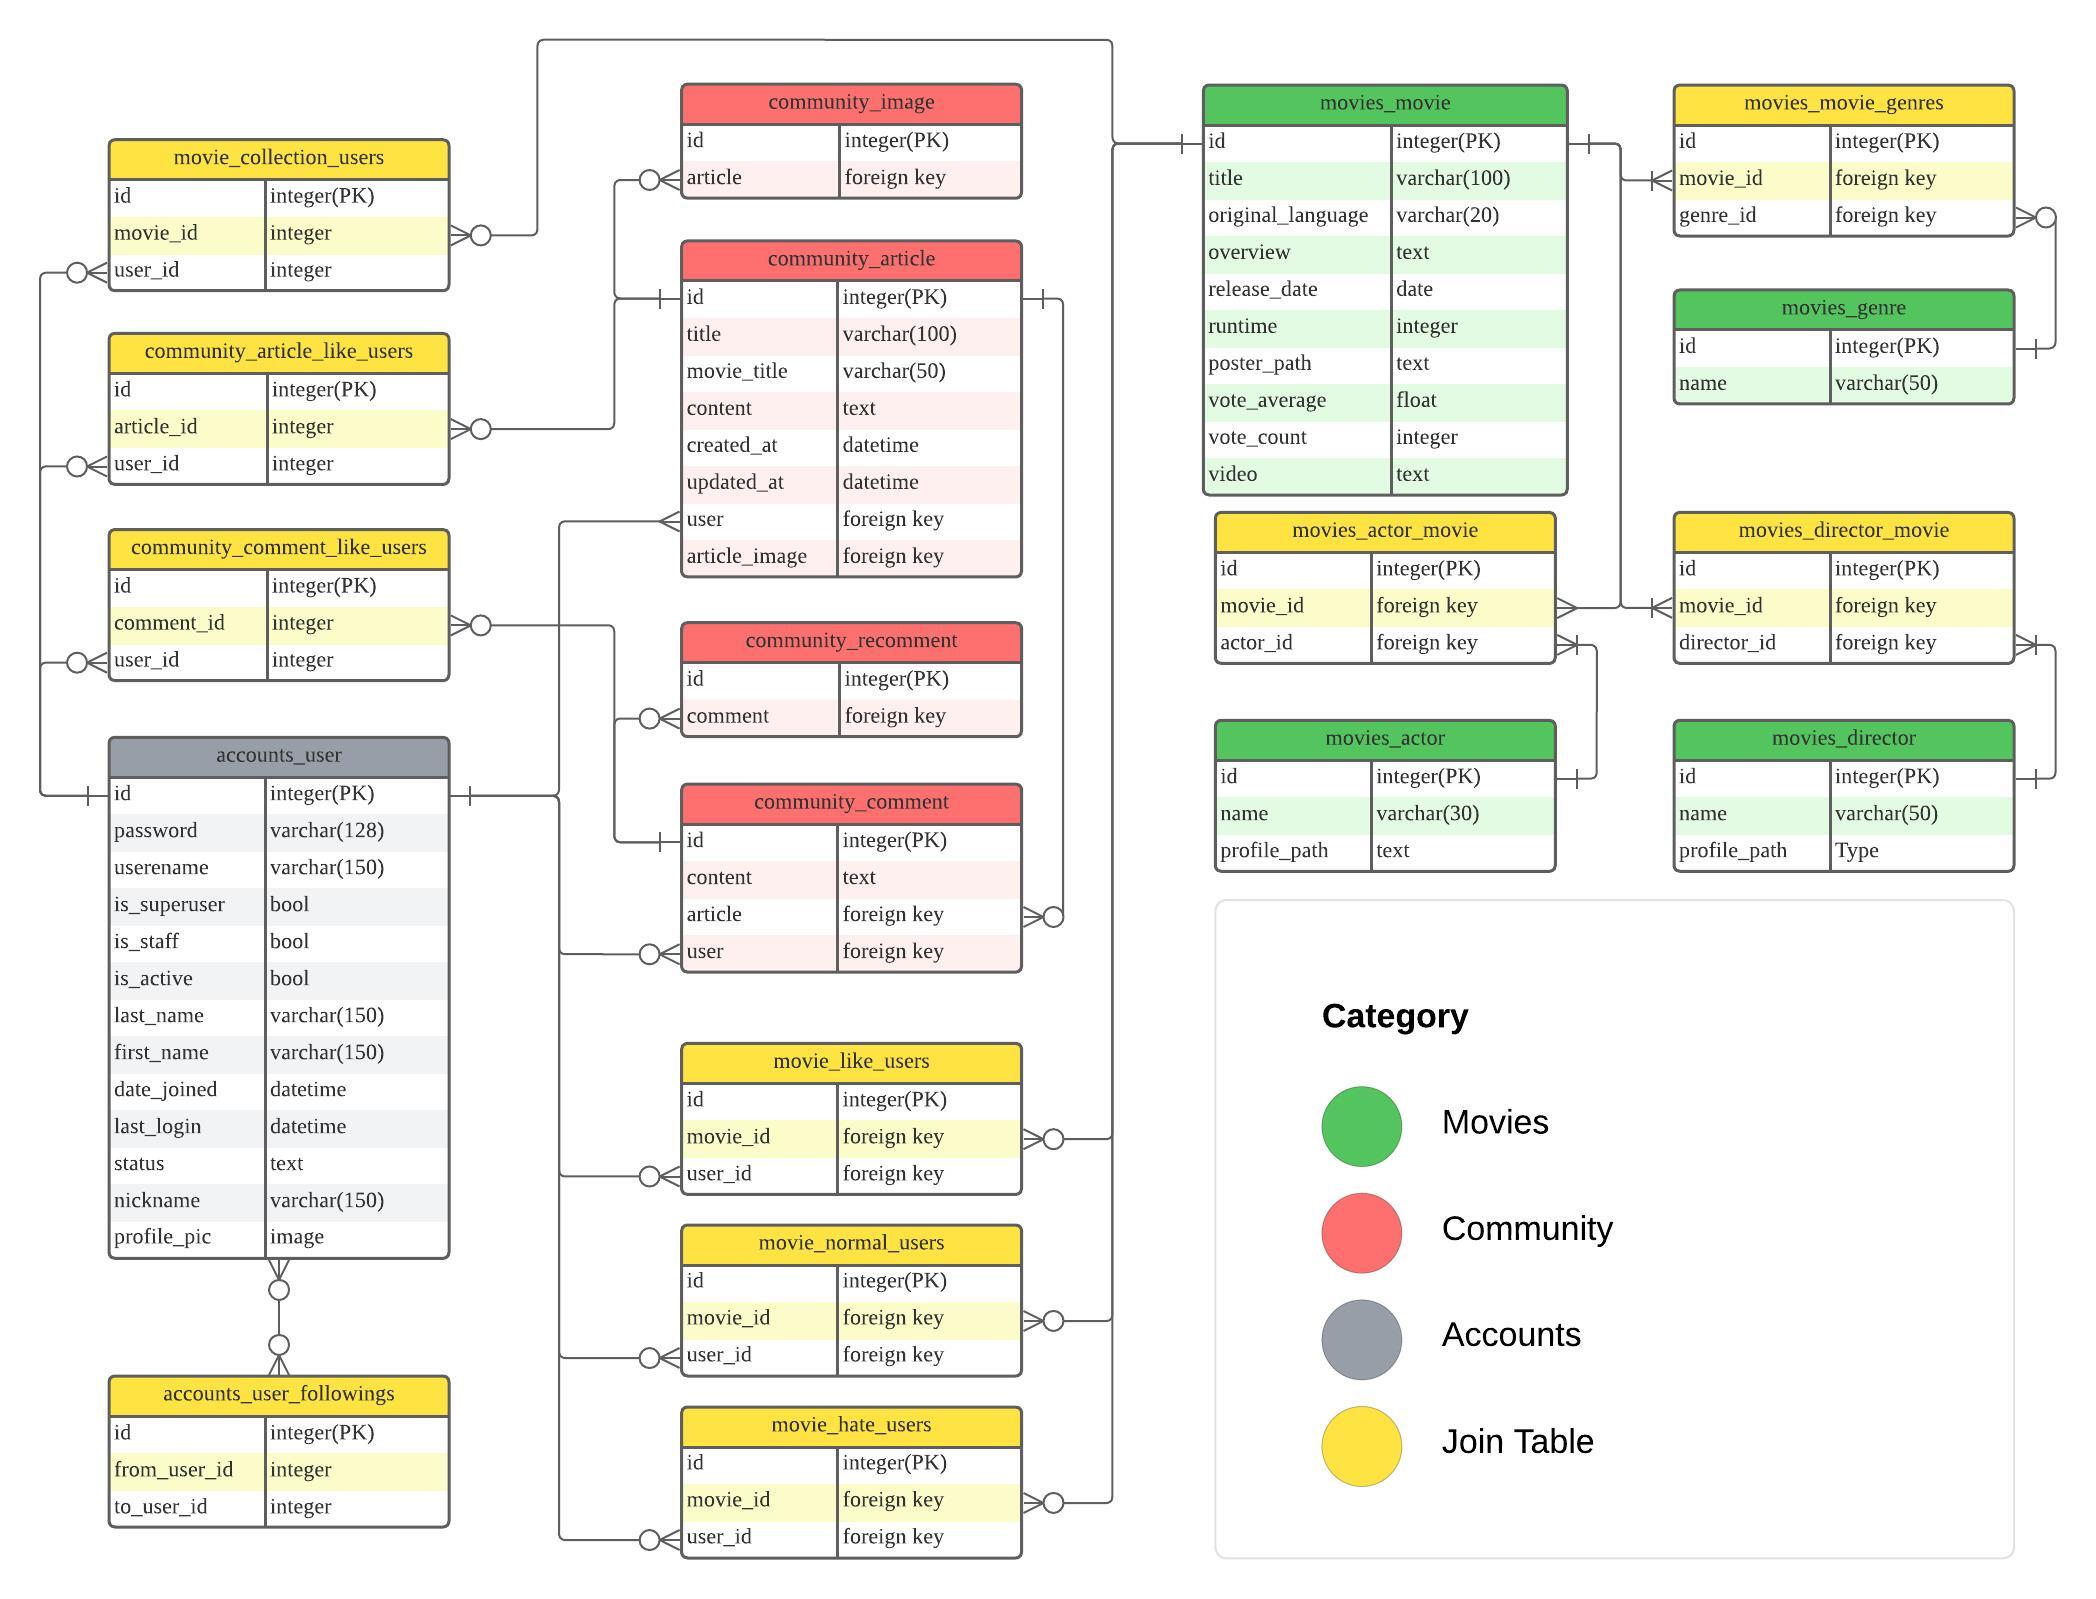 movie_collection_users
id integer(PK)
movie_id integer
user_id integer
community_article_like_users
id integer(PK)
article_id integer
user_id integer
community_comment_like_users
id integer(PK)
comment_id integer
user_id integer
accounts_user
id integer(PK)
password varchar(128)
userename varchar(150)
is_superuser bool
is_staff bool
is_active bool
last_name varchar(150)
first_name varchar(150)
date_joined datetime
last_login datetime
status text
nickname varchar(150)
profile_pic image
accounts_user_followings
id integer(PK)
from_user_id integer
to_user_id integer
community_image
id integer(PK)
article foreign key
community_article
id integer(PK)
title varchar(100)
movie_title varchar(50)
content text
created_at datetime
updated_at datetime
user foreign key
article_image foreign key
community_recomment
id integer(PK)
comment foreign key
community_comment
id integer(PK)
content text
article foreign key
user foreign key
movie_like_users
id integer(PK)
movie_id foreign key
user_id foreign key
movie_normal_users
id integer(PK)
movie_id foreign key
user_id foreign key
movie_hate_users
id integer(PK)
movie_id foreign key
user_id foreign key
movies_movie
id integer(PK)
title varchar(100)
original_language varchar(20)
overview text
release_date date
runtime integer
poster_path text
vote_average float
vote_count integer
video text
movies_actor_movie
id integer(PK)
movie_id foreign key
actor_id foreign key
movies_actor
id integer(PK)
name varchar(30)
profile_path text
movies_movie_genres
id integer(PK)
movie_id foreign key
genre_id foreign key
movies_genre
id integer(PK)
name varchar(50)
movies_director_movie
id integer(PK)
movie_id foreign key
director_id foreign key
movies_director
id integer(PK)
name varchar(50)
profile_path Type
Category
Movies
Community
Accounts
Join Table